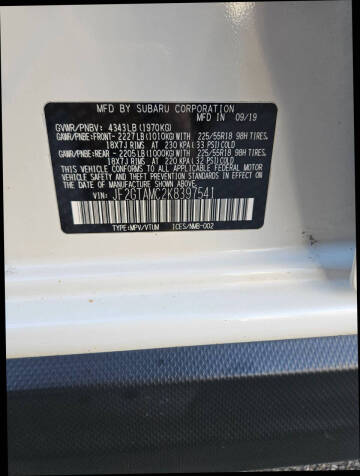 MFD BY SUBARU CORPORATION
MFD IN 09/19
GVWR/PNBV: 4343LB(1970KG)
GAWR/PNBE:FRONT- 2227LB(1010KG)WITH 225/55R18 98H TIRES,
18X7J RIMS AT 230 KPA(33 PSI)COLD
GAWR/PNBE:REAR - 2205LB(1000KG)WITH 225/55R18 98H TIRES,
18X7J RIMS AT 220 KPA(32 PSI)COLD
THIS VEHICLE CONFORMS TO ALL APPLICABLE FEDERAL MOTOR
VEHICLE SAFETY STANDARDS IN EFFECT ON THE DATE OF
MANUFACTURE SHOWN ABOVE.
VIN: JF2GTAMC2K8397541
TYPE:MPV/VTUM ICES/NMB-002